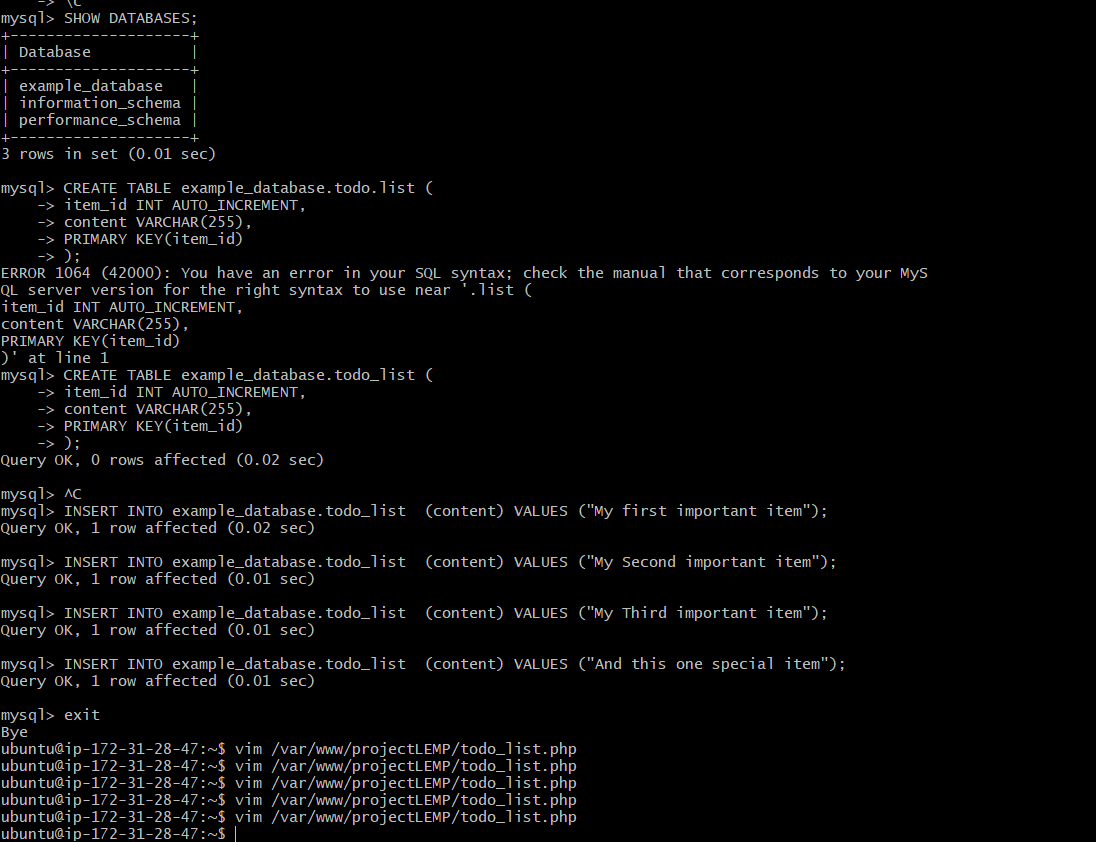 -> \c
mysql> SHOW DATABASES;
+--------------------+
| Database           |
+--------------------+
| example_database   |
| information_schema |
| performance_schema |
+--------------------+
3 rows in set (0.01 sec)
mysql> CREATE TABLE example_database.todo.list (
    -> item_id INT AUTO_INCREMENT,
    -> content VARCHAR(255),
    -> PRIMARY KEY(item_id)
    -> );
ERROR 1064 (42000): You have an error in your SQL syntax; check the manual that corresponds to your MyS
QL server version for the right syntax to use near '.list (
item_id INT AUTO_INCREMENT,
content VARCHAR(255),
PRIMARY KEY(item_id)
)' at line 1
mysql> CREATE TABLE example_database.todo_list (
    -> item_id INT AUTO_INCREMENT,
    -> content VARCHAR(255),
    -> PRIMARY KEY(item_id)
    -> );
Query OK, 0 rows affected (0.02 sec)
mysql> ^C
mysql> INSERT INTO example_database.todo_list  (content) VALUES ("My first important item");
Query OK, 1 row affected (0.02 sec)
mysql> INSERT INTO example_database.todo_list  (content) VALUES ("My Second important item");
Query OK, 1 row affected (0.01 sec)
mysql> INSERT INTO example_database.todo_list  (content) VALUES ("My Third important item");
Query OK, 1 row affected (0.01 sec)
mysql> INSERT INTO example_database.todo_list  (content) VALUES ("And this one special item");
Query OK, 1 row affected (0.01 sec)
mysql> exit
Bye
ubuntu@ip-172-31-28-47:~$ vim /var/www/projectLEMP/todo_list.php
ubuntu@ip-172-31-28-47:~$ vim /var/www/projectLEMP/todo_list.php
ubuntu@ip-172-31-28-47:~$ vim /var/www/projectLEMP/todo_list.php
ubuntu@ip-172-31-28-47:~$ vim /var/www/projectLEMP/todo_list.php
ubuntu@ip-172-31-28-47:~$ vim /var/www/projectLEMP/todo_list.php
ubuntu@ip-172-31-28-47:~$